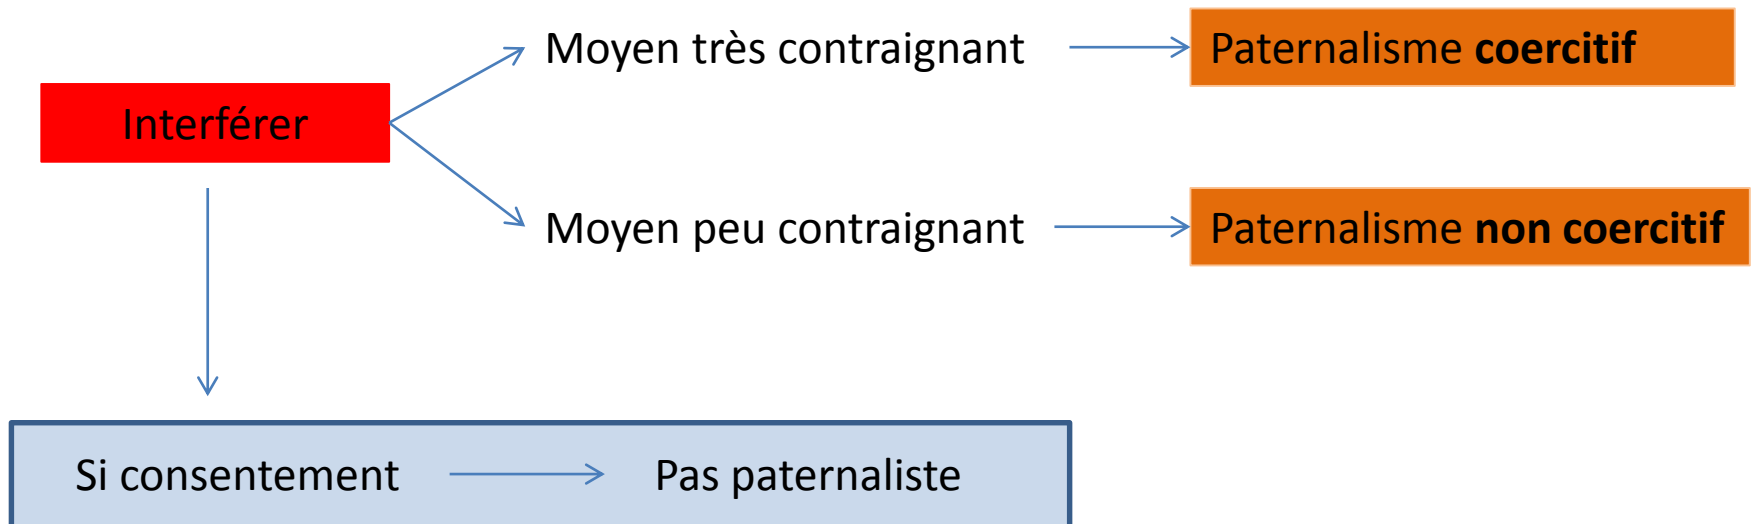 Moyen très contraignant
Paternalisme coercitif
Interférer
Moyen peu contraignant
Paternalisme non coercitif
Si consentement
Pas paternaliste